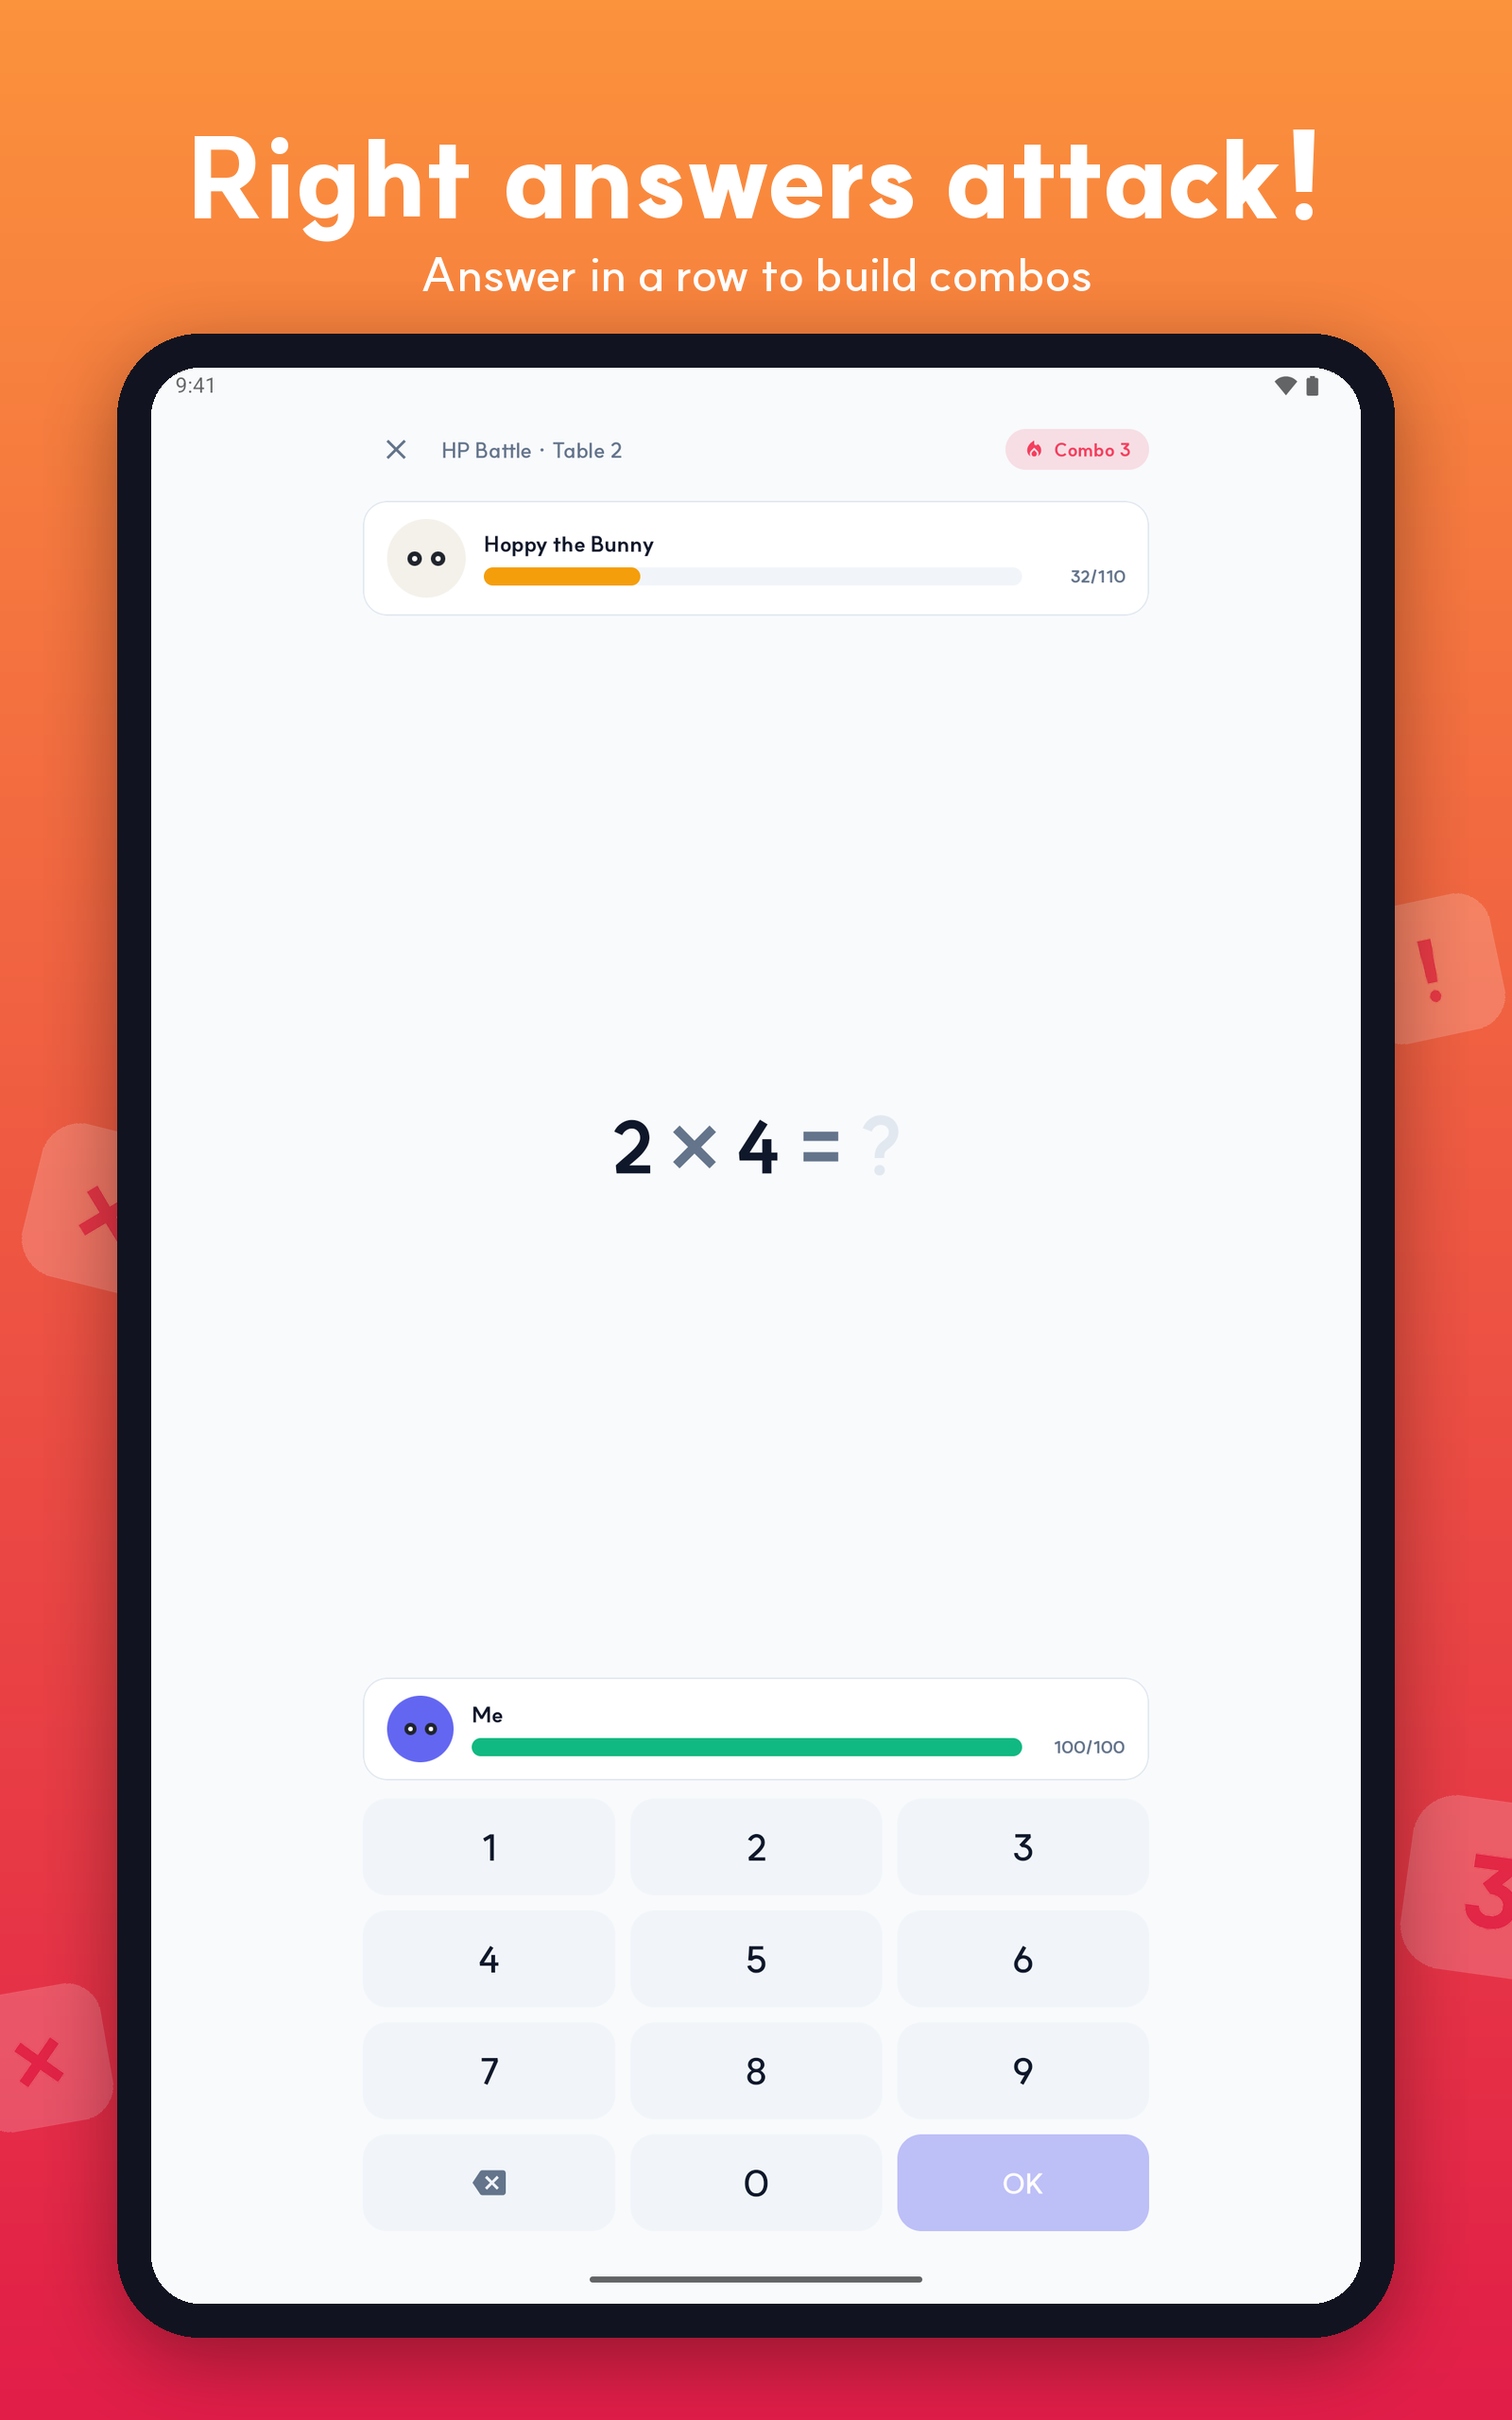 Right answers attack!
Answer in a row to build combos
9:41
HP Battle · Table 2
Combo 3
Hoppy the Bunny
32/110
!
2 × 4 = ?
×
Me
100/100
1 2 3
3
4 5 6
7 8 9
×
0 OK